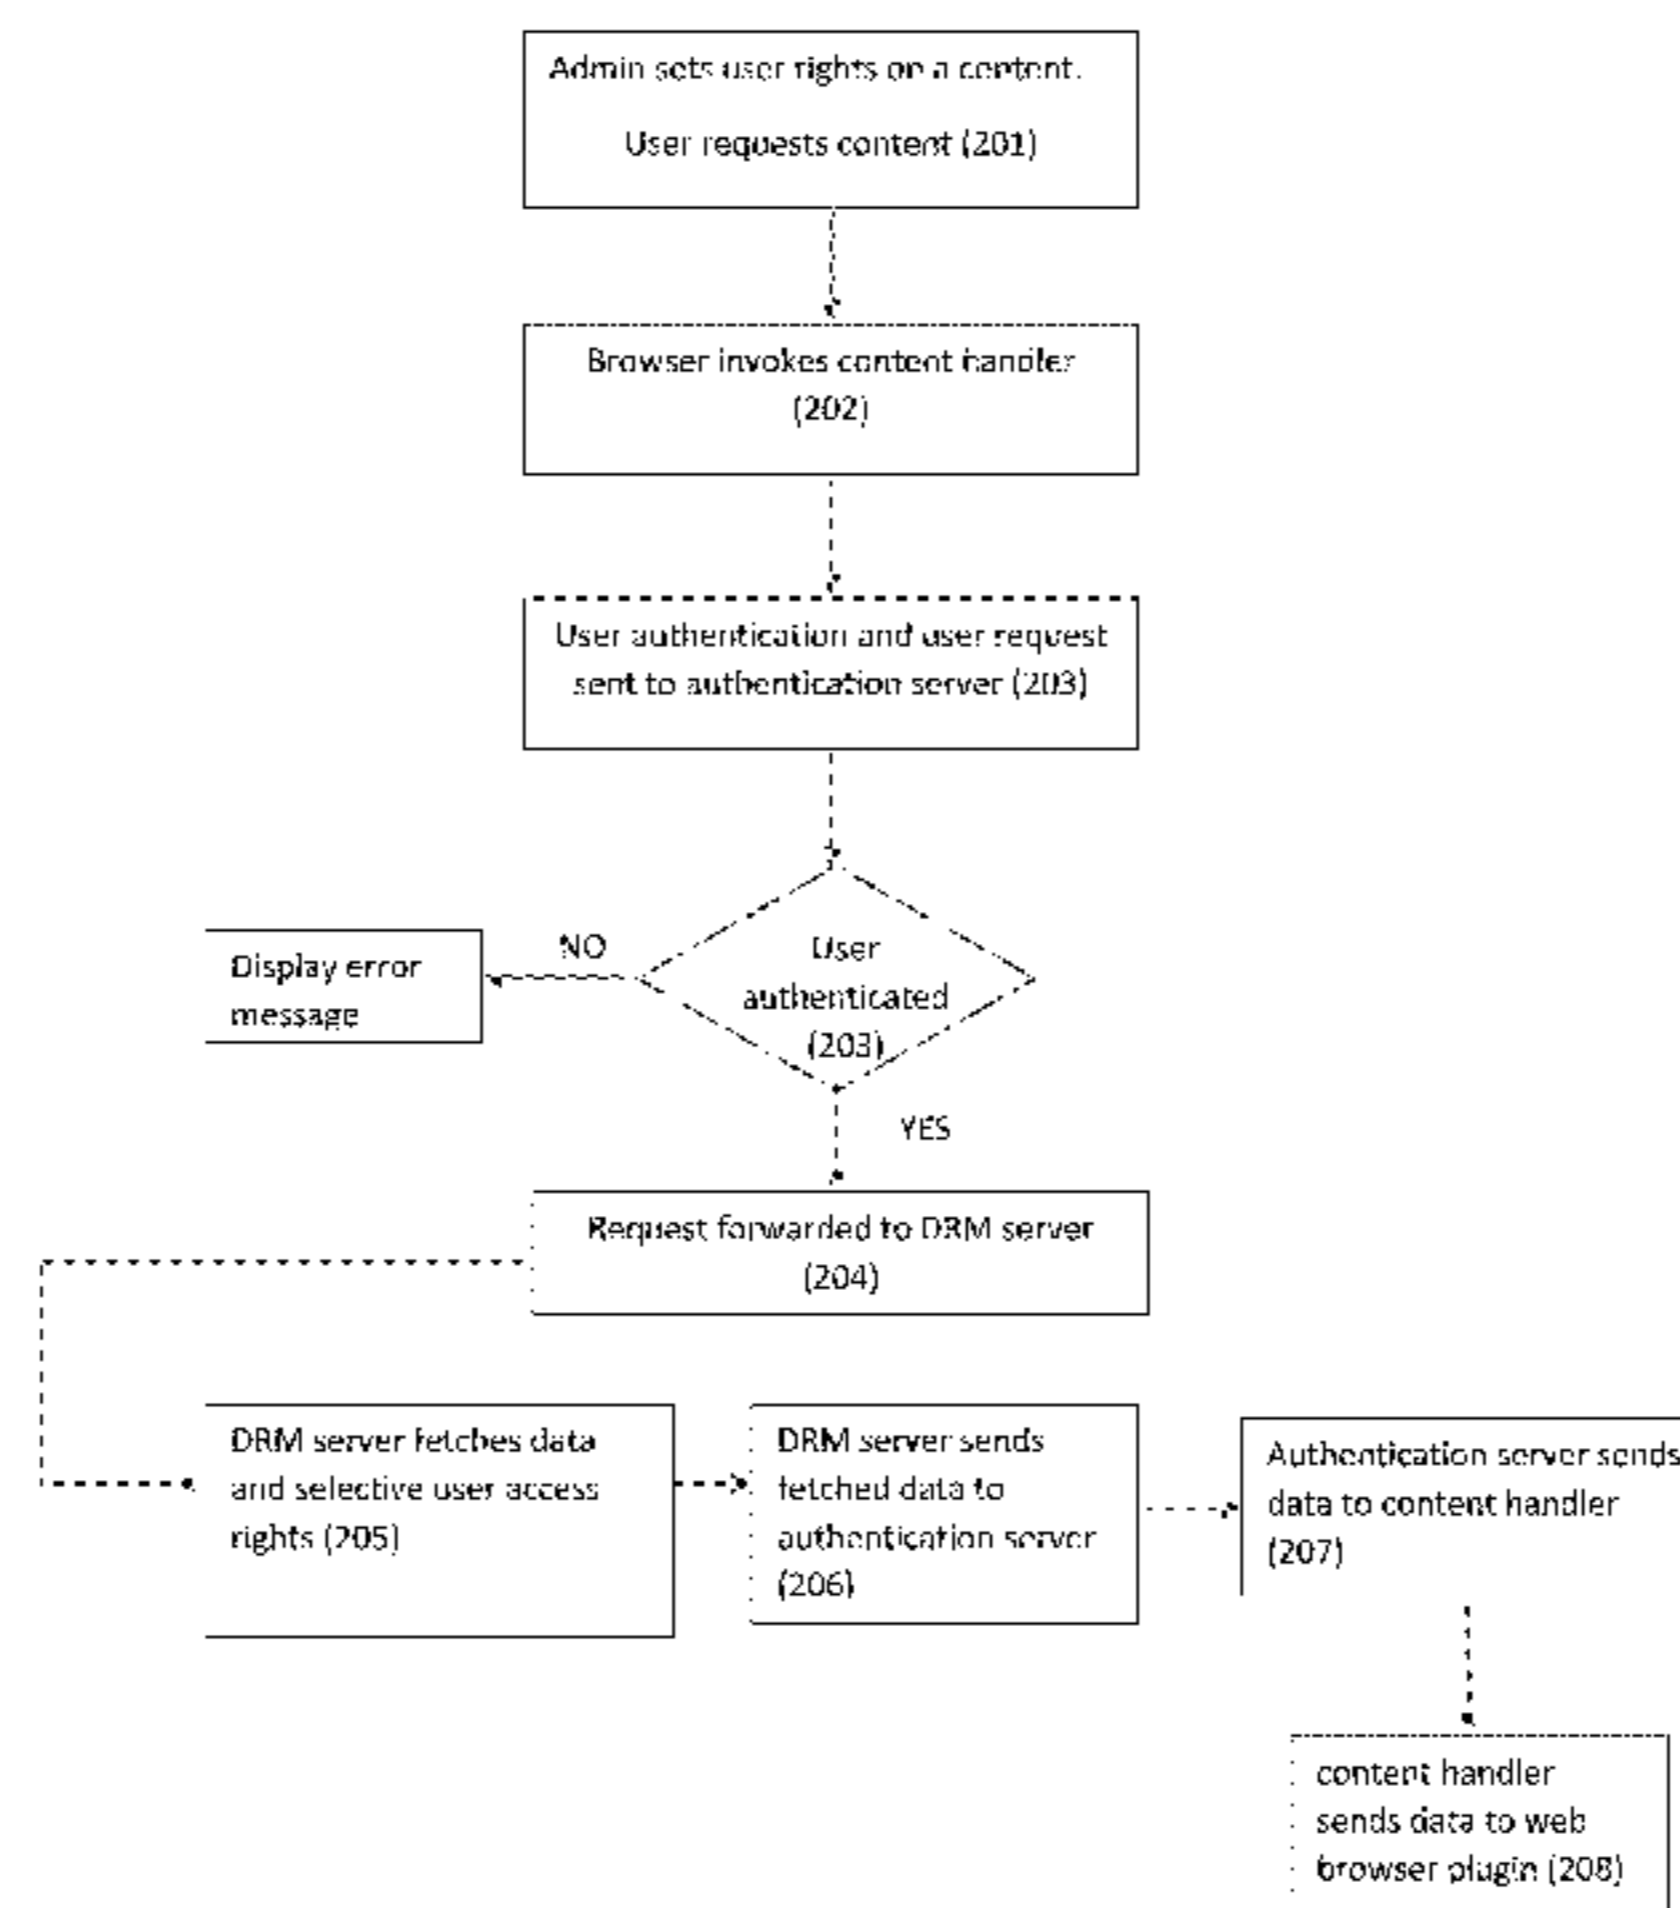 Admin sets user rights on a content.
User requests content (201)
Browser invokes content handler
(202)
User authentication and user request
sent to authentication server (203)
NO
User
authenticated
(203)
Display error
message
YES
Request forwarded to DRM server
(204)
DRM server fetches data
and selective user access
rights (205)
DRM server sends
fetched data to
authentication server
(206)
Authentication server sends
data to content handler
(207)
content handler
sends data to web
browser plugin (208)